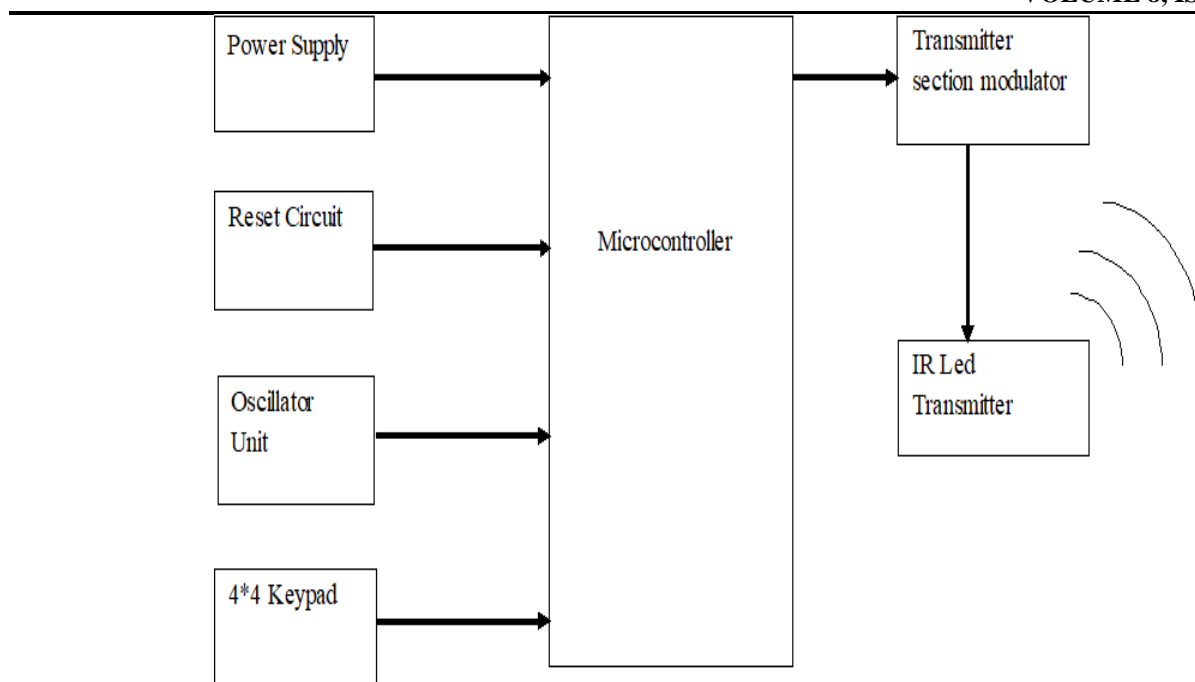 Power Supply
Transmitter
section modulator
Reset Circuit
Microcontroller
IR Led
Transmitter
Oscillator
Unit
4*4 Keypad